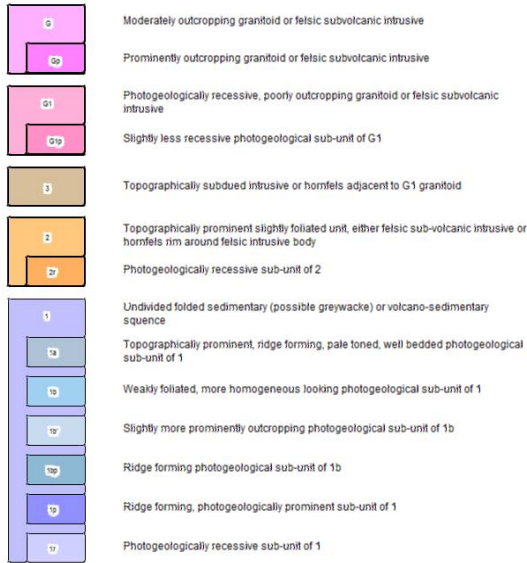 G Moderately outcropping granitoid or felsic subvolcanic intrusive
Gp Prominently outcropping granitoid or felsic subvolcanic intrusive
G1 Photogeologically recessive, poorly outcropping granitoid or felsic subvolcanic
intrusive
G1p Slightly less recessive photogeological sub-unit of G1
3 Topographically subdued intrusive or hornfels adjacent to G1 granitoid
2 Topographically prominent slightly foliated unit, either felsic sub-volcanic intrusive or
hornfels rim around felsic intrusive body
2r Photogeologically recessive sub-unit of 2
1 Undivided folded sedimentary (possible greywacke) or volcano-sedimentary
squence
1a Topographically prominent, ridge forming, pale toned, well bedded photogeological
sub-unit of 1
1b Weakly foliated, more homogeneous looking photogeological sub-unit of 1
Slightly more prominently outcropping photogeological sub-unit of 1b
1bp Ridge forming photogeological sub-unit of 1b
1p Ridge forming, photogeologically prominent sub-unit of 1
1r Photogeologically recessive sub-unit of 1